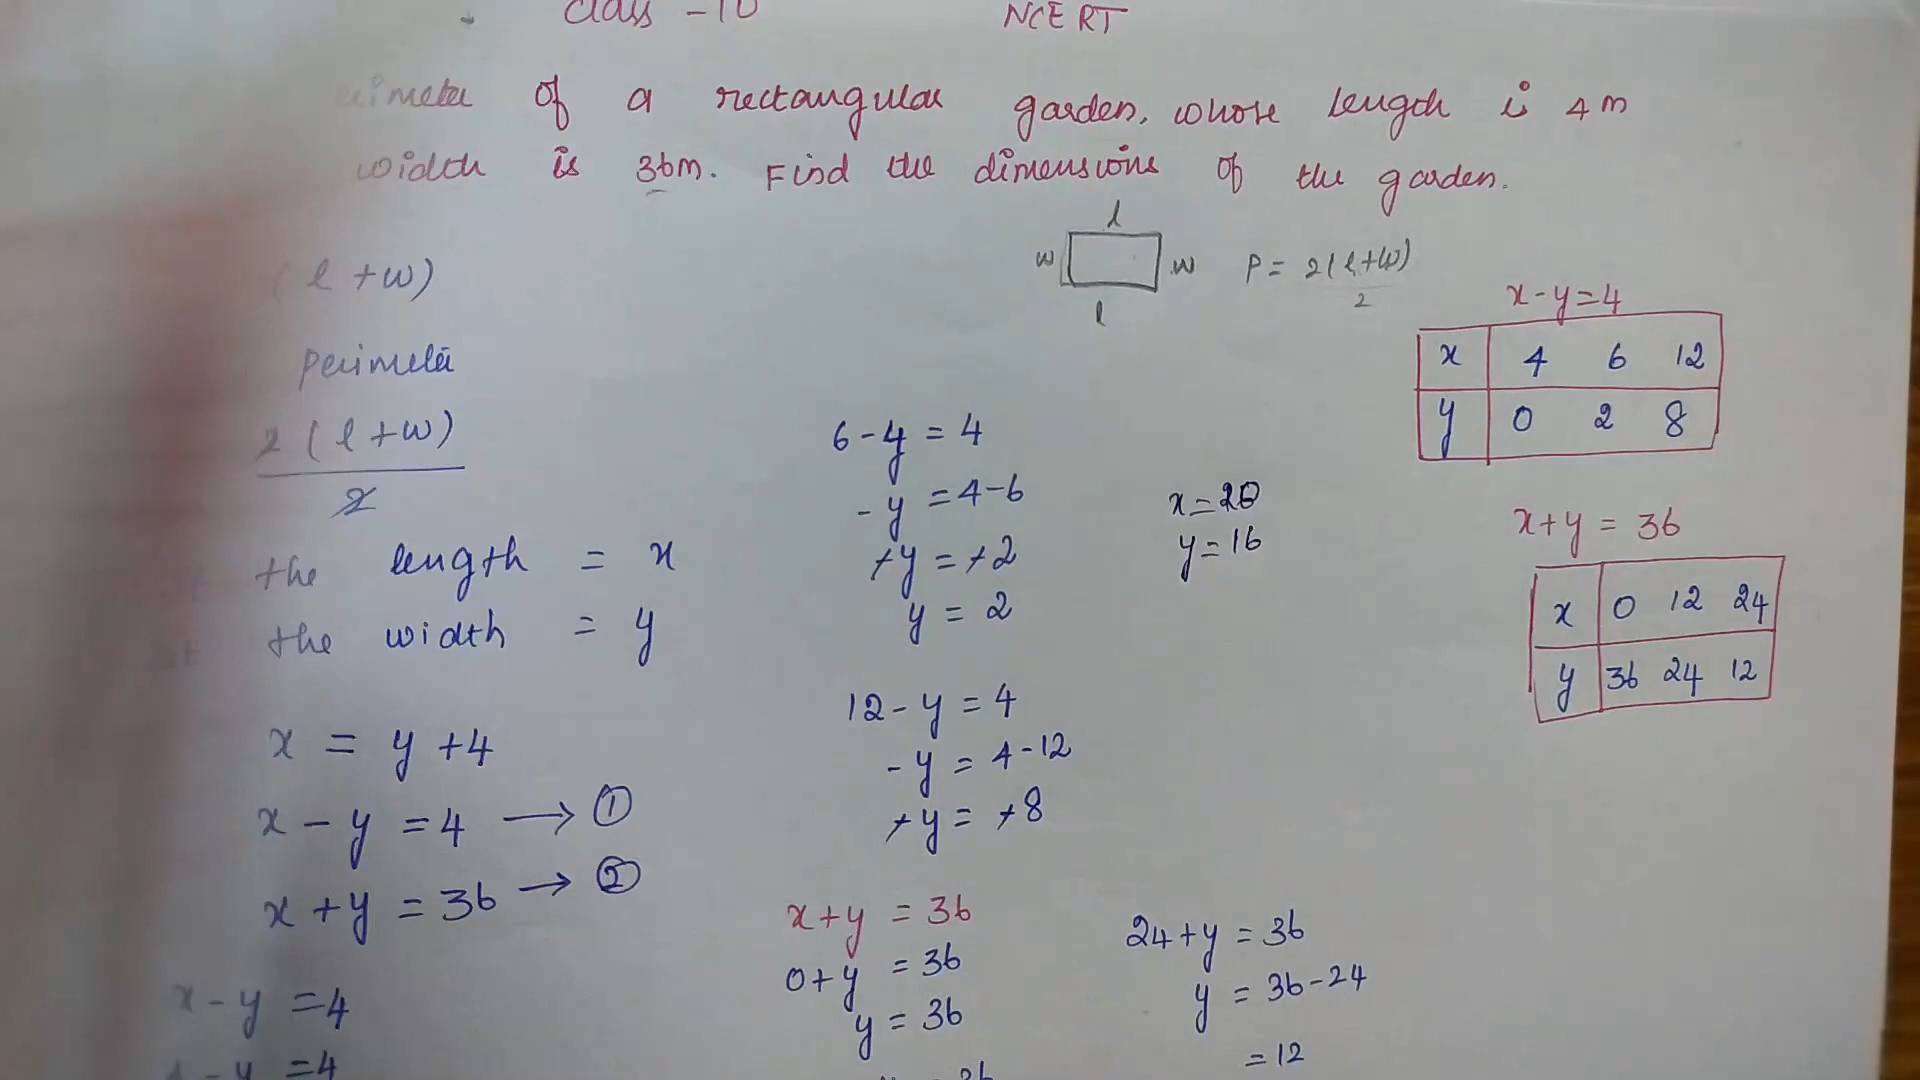 Class - 10 NCERT
of a rectangular garden, whose length is 4m
width is 36m. Find the dimensions of the garden.
l
w w P = 2(l+w)
2
l
(l + w)
Perimeter
2 (l + w)
2
the length = x
the width = y
x = y + 4
x - y = 4 → ①
x + y = 36 → ②
x - y = 4
- y = 4
6 - y = 4
- y = 4 - 6
+y = +2
y = 2
12 - y = 4
- y = 4 - 12
+y = +8
x + y = 36
0 + y = 36
y = 36
x = 20
y = 16
24 + y = 36
y = 36 - 24
= 12
x - y = 4
x 4 6 12
y 0 2 8
x + y = 36
x 0 12 24
y 36 24 12